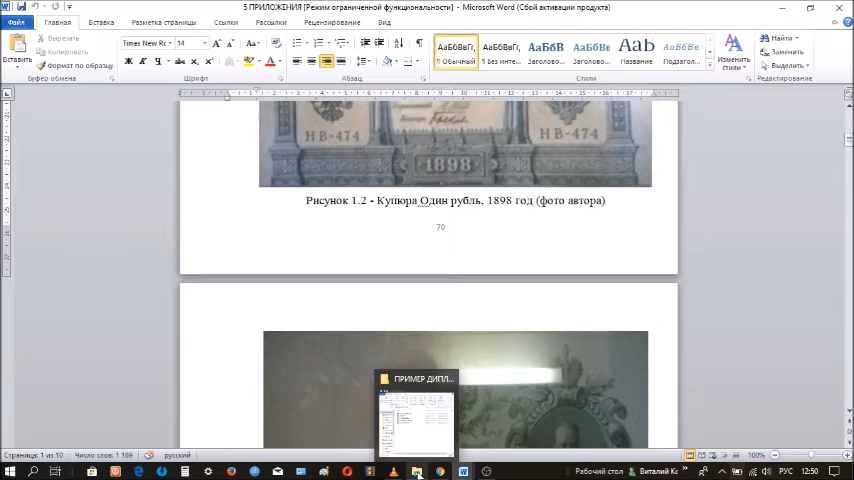 5 ПРИЛОЖЕНИЯ [Режим ограниченной функциональности] - Microsoft Word (Сбой активации продукта)
Файл Главная Вставка Разметка страницы Ссылки Рассылки Рецензирование Вид
Вставить
Вырезать
Копировать
Формат по образцу
Буфер обмена
Times New Ro 14
Ж К Ч
Шрифт
Абзац
АаБбВвГг, АаБбВвГг, АаБбВ АаБбВв АаБ АаБбВв
¶ Обычный ¶ Без инте... Заголово... Заголово... Название Подзагол...
Стили
Изменить стили
Найти
Заменить
Выделить
Редактирование
НВ-474 НВ-474
1898
Рисунок 1.2 - Купюра Один рубль, 1898 год (фото автора)
70
ПРИМЕР ДИПЛ...
Страница: 1 из 10 Число слов: 1 189 русский 100%
Рабочий стол Виталий Кс РУС 12:50